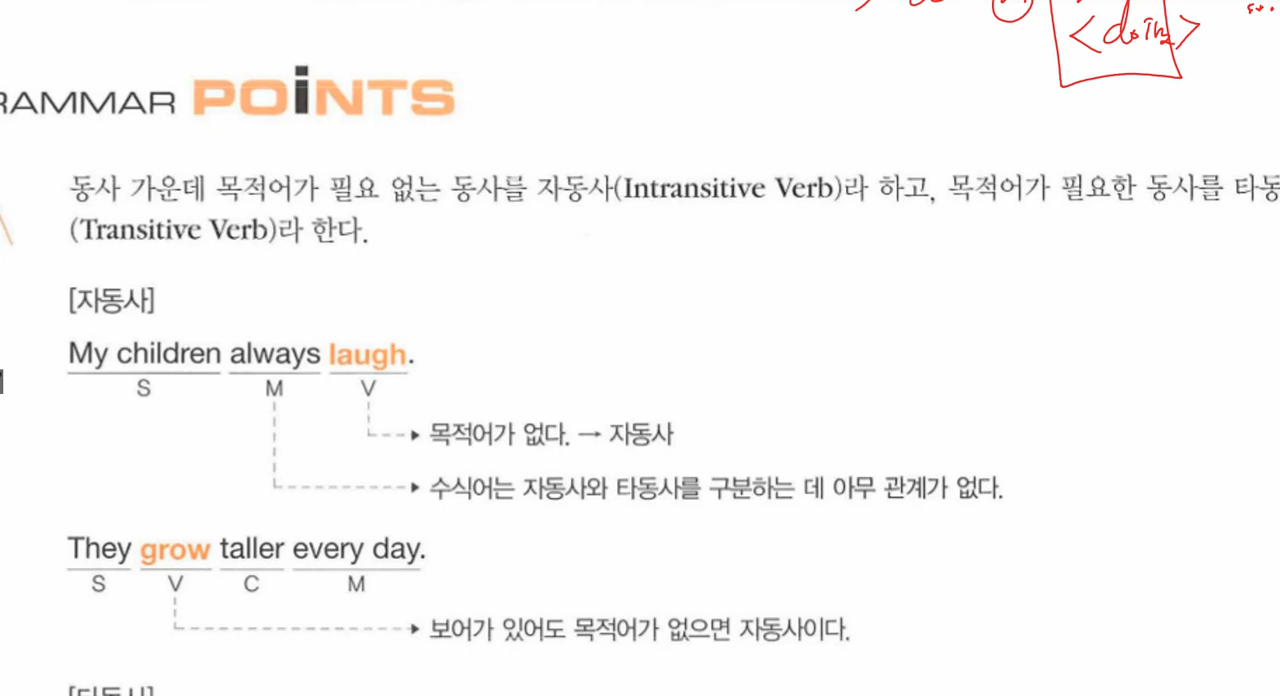 <doing>
GRAMMAR POiNTS
동사 가운데 목적어가 필요 없는 동사를 자동사(Intransitive Verb)라 하고, 목적어가 필요한 동사를 타동
(Transitive Verb)라 한다.
[자동사]
My children always laugh.
S M V
목적어가 없다. → 자동사
수식어는 자동사와 타동사를 구분하는 데 아무 관계가 없다.
They grow taller every day.
S V C M
보어가 있어도 목적어가 없으면 자동사이다.